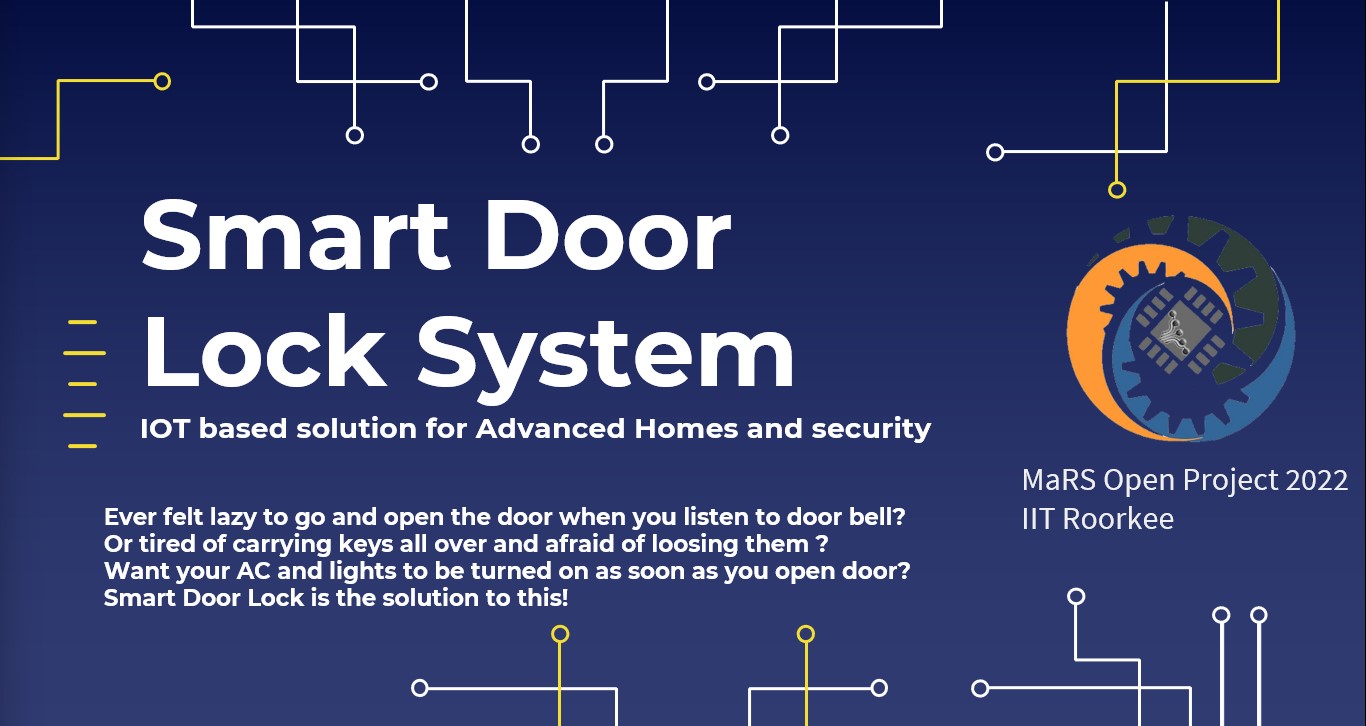 Smart Door
Lock System
IOT based solution for Advanced Homes and security
Ever felt lazy to go and open the door when you listen to door bell?
Or tired of carrying keys all over and afraid of loosing them ?
Want your AC and lights to be turned on as soon as you open door?
Smart Door Lock is the solution to this!
MaRS Open Project 2022
IIT Roorkee